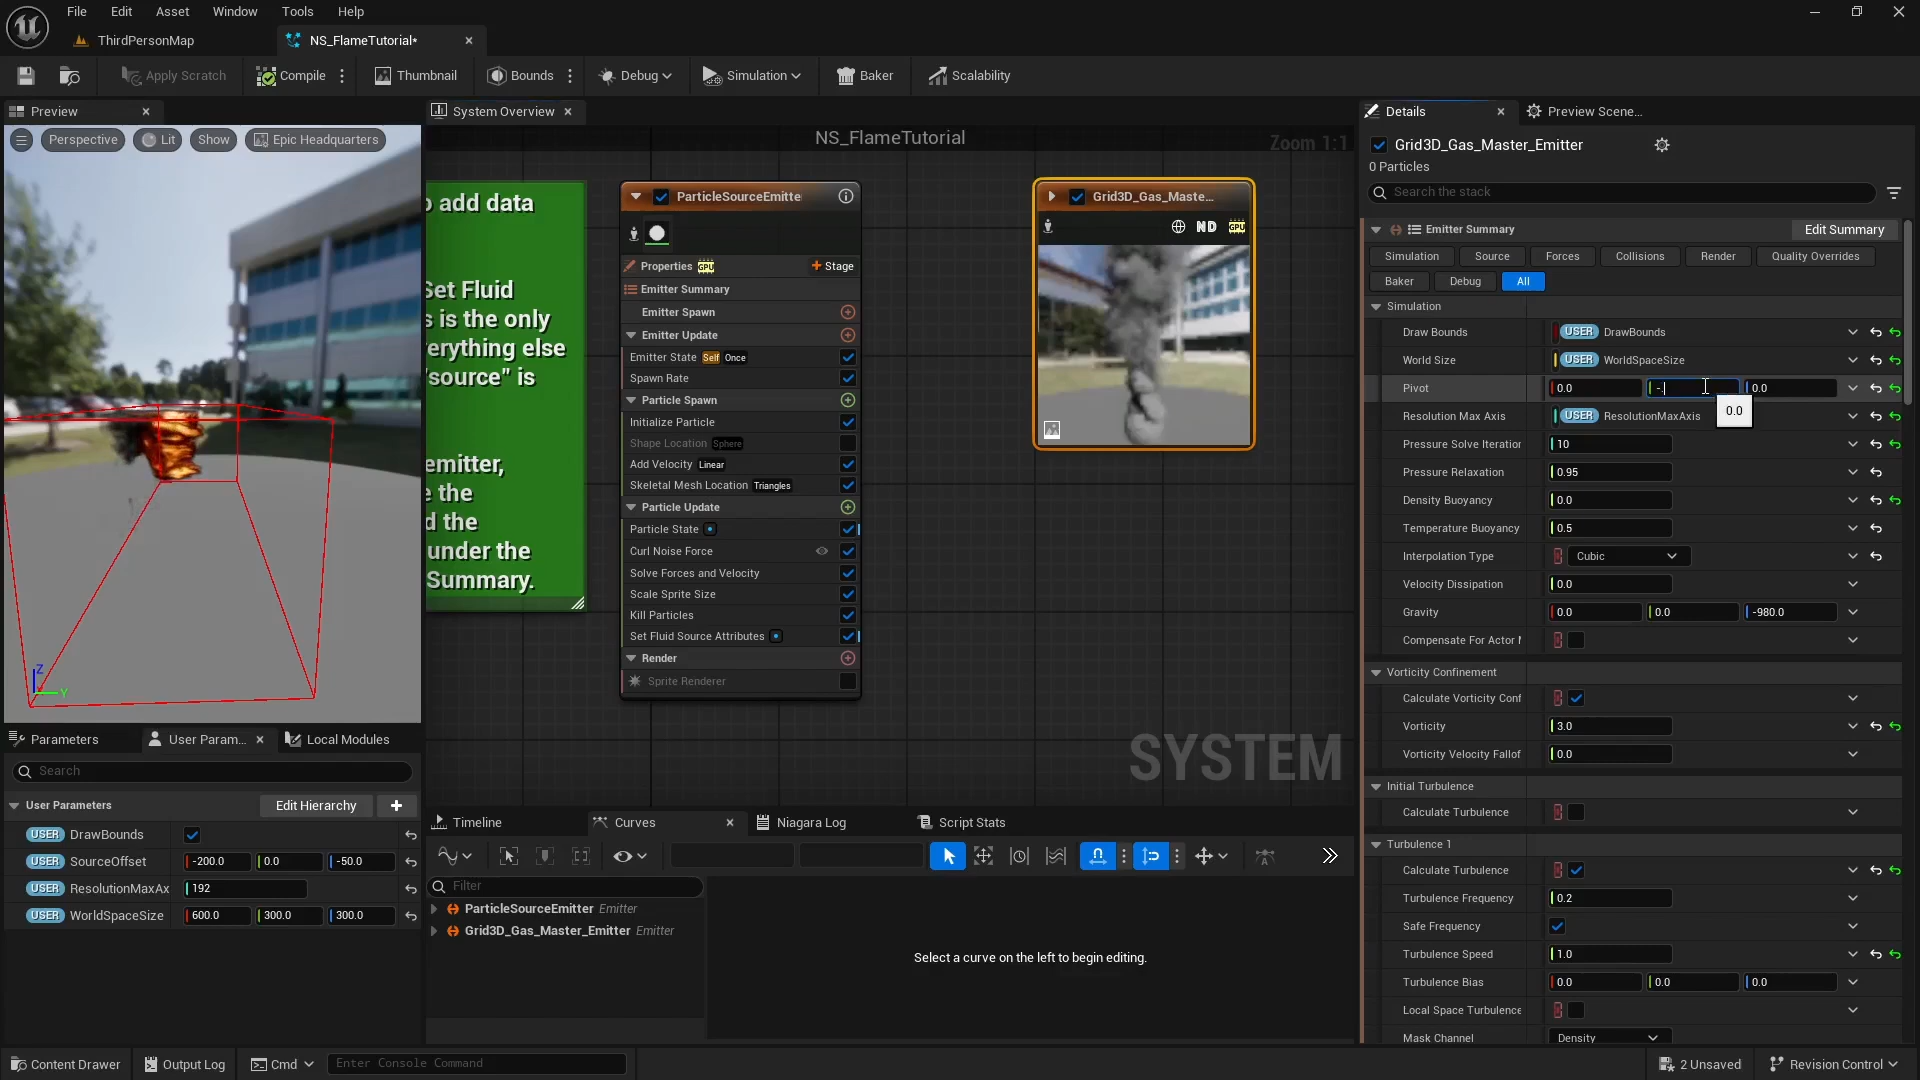 File Edit Asset Window Tools Help
ThirdPersonMap
NS_FlameTutorial*
Apply Scratch
Compile
Thumbnail
Bounds
Debug
Simulation
Baker
Scalability
Preview
Perspective
Lit
Show
Epic Headquarters
Z
Y
System Overview
NS_FlameTutorial
Zoom 1:1
o add data
Set Fluid
s is the only
erything else
"source" is
emitter,
e the
d the
under the
Summary.
ParticleSourceEmitte
Properties GPU
Stage
Emitter Summary
Emitter Spawn
Emitter Update
Emitter State Self Once
Spawn Rate
Particle Spawn
Initialize Particle
Shape Location Sphere
Add Velocity Linear
Skeletal Mesh Location Triangles
Particle Update
Particle State
Curl Noise Force
Solve Forces and Velocity
Scale Sprite Size
Kill Particles
Set Fluid Source Attributes
Render
Sprite Renderer
Grid3D_Gas_Maste...
ND GPU
SYSTEM
Parameters
User Param...
Local Modules
Search
User Parameters
Edit Hierarchy
USER DrawBounds
USER SourceOffset -200.0 0.0 -50.0
USER ResolutionMaxAx 192
USER WorldSpaceSize 600.0 300.0 300.0
Timeline
Curves
Niagara Log
Script Stats
Filter
ParticleSourceEmitter Emitter
Grid3D_Gas_Master_Emitter Emitter
Select a curve on the left to begin editing.
Details
Preview Scene...
Grid3D_Gas_Master_Emitter
0 Particles
Search the stack
Emitter Summary
Edit Summary
Simulation Source Forces Collisions Render Quality Overrides
Baker Debug All
Simulation
Draw Bounds USER DrawBounds
World Size USER WorldSpaceSize
Pivot 0.0 -. 0.0
0.0
Resolution Max Axis USER ResolutionMaxAxis
Pressure Solve Iteration 10
Pressure Relaxation 0.95
Density Buoyancy 0.0
Temperature Buoyancy 0.5
Interpolation Type Cubic
Velocity Dissipation 0.0
Gravity 0.0 0.0 -980.0
Compensate For Actor
Vorticity Confinement
Calculate Vorticity Conf
Vorticity 3.0
Vorticity Velocity Fallof 0.0
Initial Turbulence
Calculate Turbulence
Turbulence 1
Calculate Turbulence
Turbulence Frequency 0.2
Safe Frequency
Turbulence Speed 1.0
Turbulence Bias 0.0 0.0 0.0
Local Space Turbulence
Mask Channel Density
Content Drawer
Output Log
Cmd
Enter Console Command
2 Unsaved
Revision Control